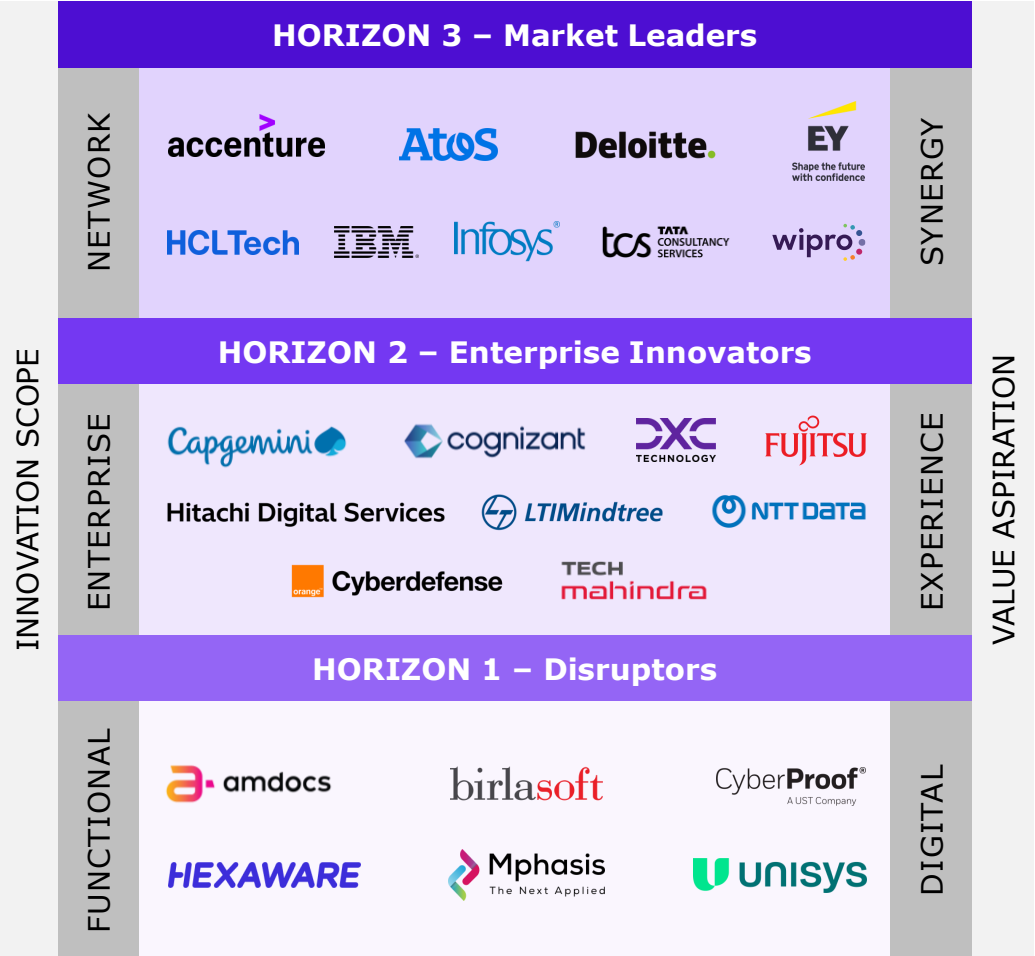 HORIZON 3 – Market Leaders
NETWORK
SYNERGY
accenture
Atos
Deloitte.
EY
Shape the future
with confidence
HCLTech
IBM®
Infosys®
tcs
TATA
CONSULTANCY
SERVICES
wipro
INNOVATION SCOPE
VALUE ASPIRATION
HORIZON 2 – Enterprise Innovators
ENTERPRISE
EXPERIENCE
Capgemini
cognizant
DXC
TECHNOLOGY
FUJITSU
Hitachi Digital Services
LTIMindtree
NTT DATA
orange
Cyberdefense
TECH
mahindra
HORIZON 1 – Disruptors
FUNCTIONAL
DIGITAL
amdocs
birlasoft
CyberProof®
A UST Company
HEXAWARE
Mphasis
The Next Applied
UNISYS